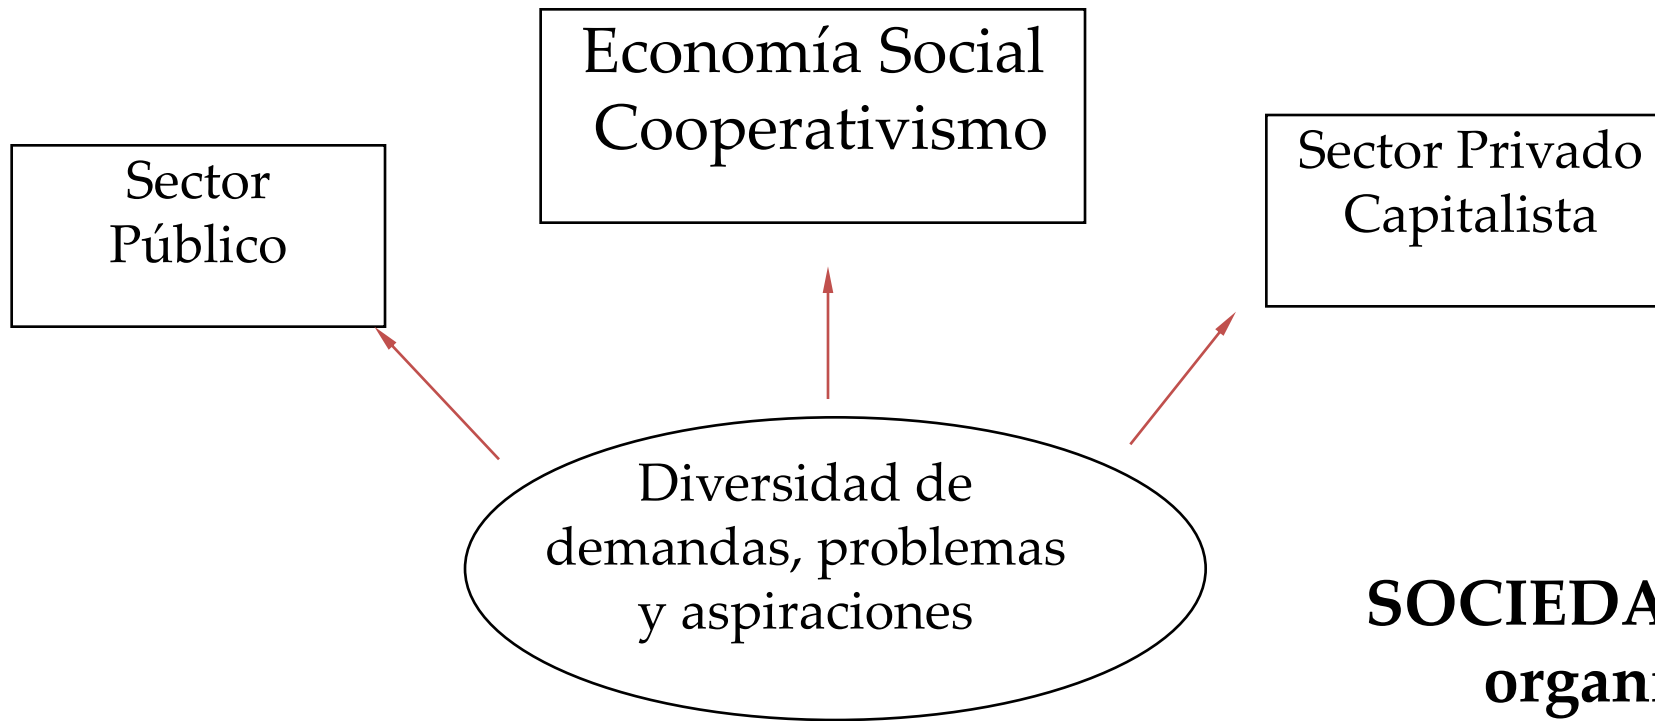 Economía Social
Cooperativismo
Sector
Público
Sector Privado
Capitalista
Diversidad de
demandas, problemas
y aspiraciones